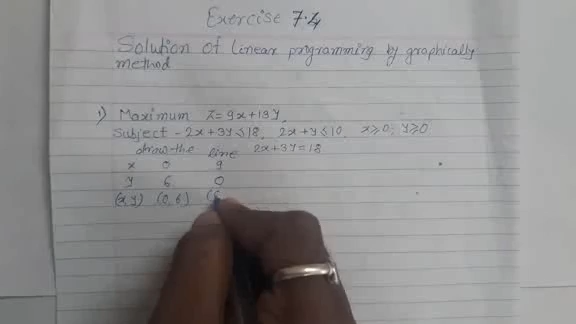 Exercise 7.4
Solution of linear programming by graphically
method
1) Maximum Z=9x+13y
Subject - 2x+3y≤18, 2x+y≤10, x≥0, y≥0
draw the line 2x+3y=18
x 0 9
y 6 0
(x,y) (0,6) (